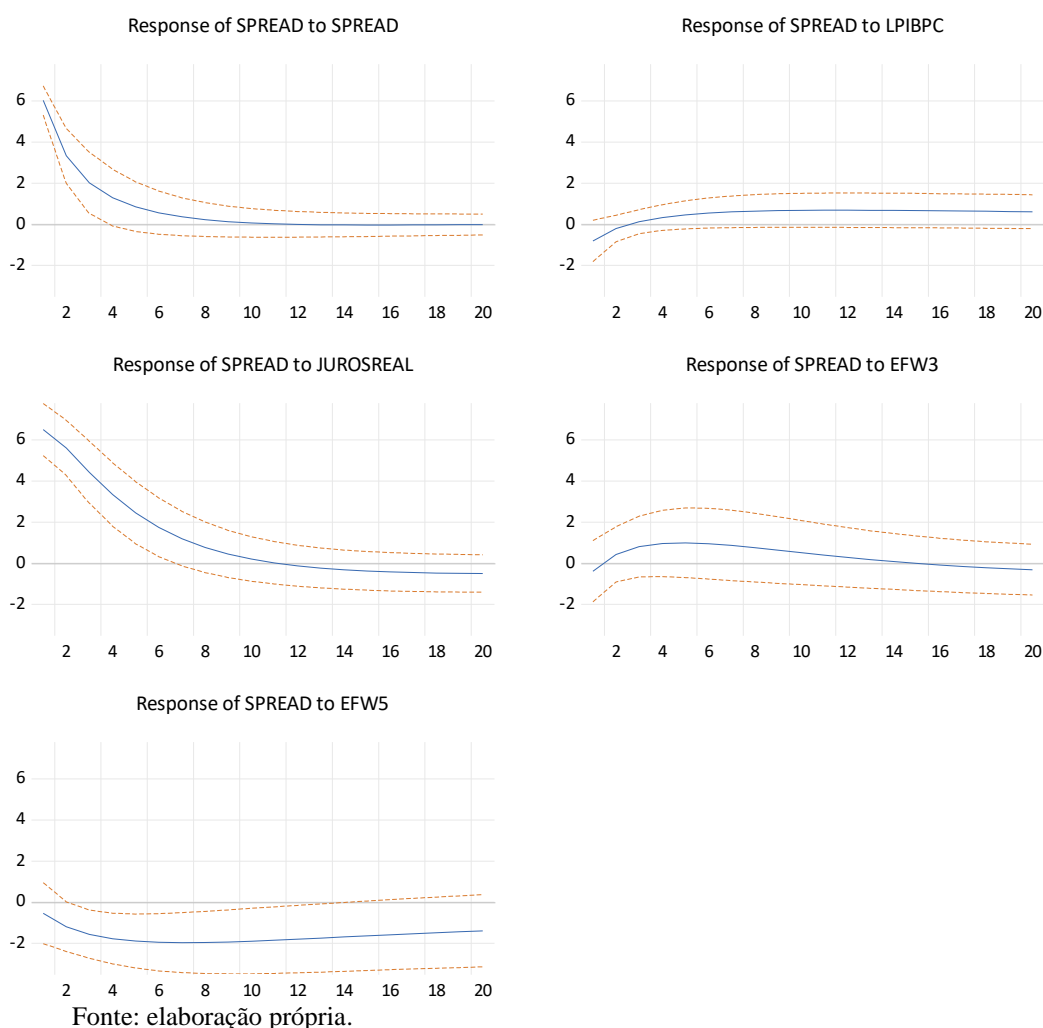 Response of SPREAD to SPREAD
6
4
2
0
-2
2 4 6 8 10 12 14 16 18 20
Response of SPREAD to LPIBPC
6
4
2
0
-2
2 4 6 8 10 12 14 16 18 20
Response of SPREAD to JUROSREAL
6
4
2
0
-2
2 4 6 8 10 12 14 16 18 20
Response of SPREAD to EFW3
6
4
2
0
-2
2 4 6 8 10 12 14 16 18 20
Response of SPREAD to EFW5
6
4
2
0
-2
2 4 6 8 10 12 14 16 18 20
Fonte: elaboração própria.